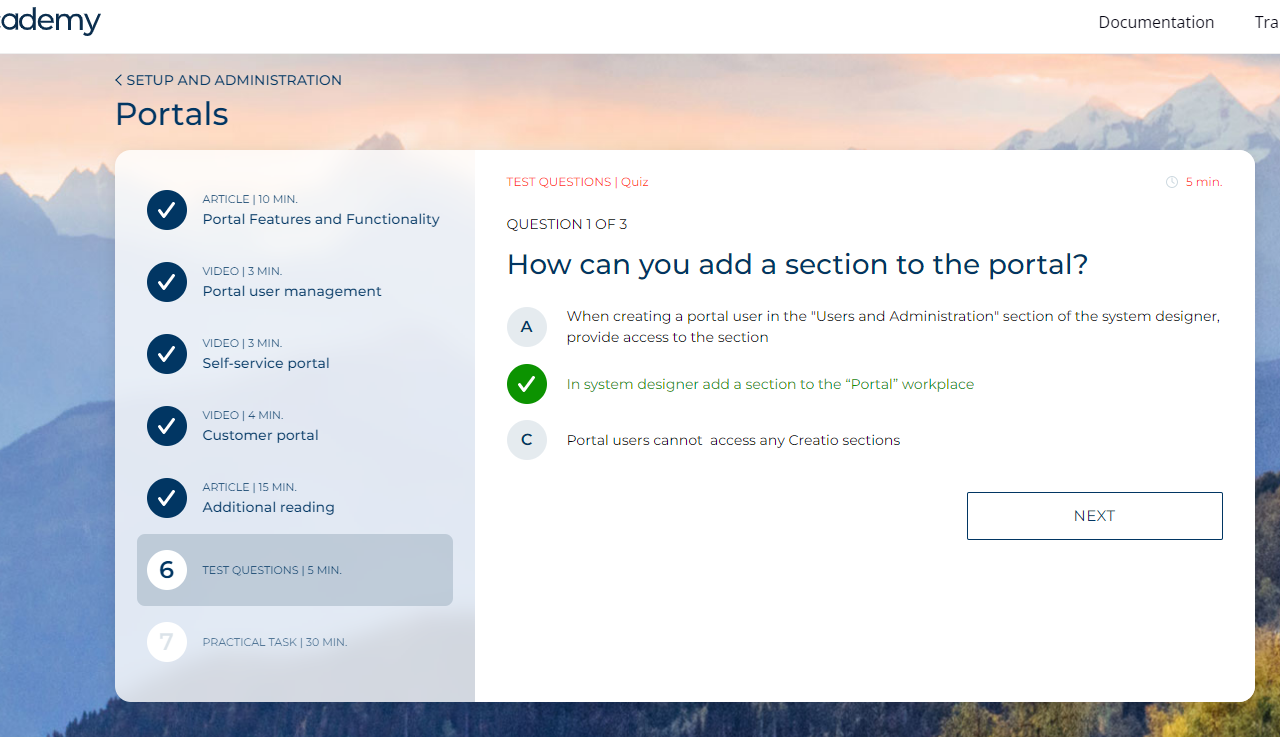 ademy
Documentation
Tra
< SETUP AND ADMINISTRATION
Portals
ARTICLE | 10 MIN.
Portal Features and Functionality
VIDEO | 3 MIN.
Portal user management
VIDEO | 3 MIN.
Self-service portal
VIDEO | 4 MIN.
Customer portal
ARTICLE | 15 MIN.
Additional reading
6
TEST QUESTIONS | 5 MIN.
7
PRACTICAL TASK | 30 MIN.
TEST QUESTIONS | Quiz
5 min.
QUESTION 1 OF 3
How can you add a section to the portal?
A
When creating a portal user in the "Users and Administration" section of the system designer,
provide access to the section
In system designer add a section to the “Portal” workplace
C
Portal users cannot  access any Creatio sections
NEXT